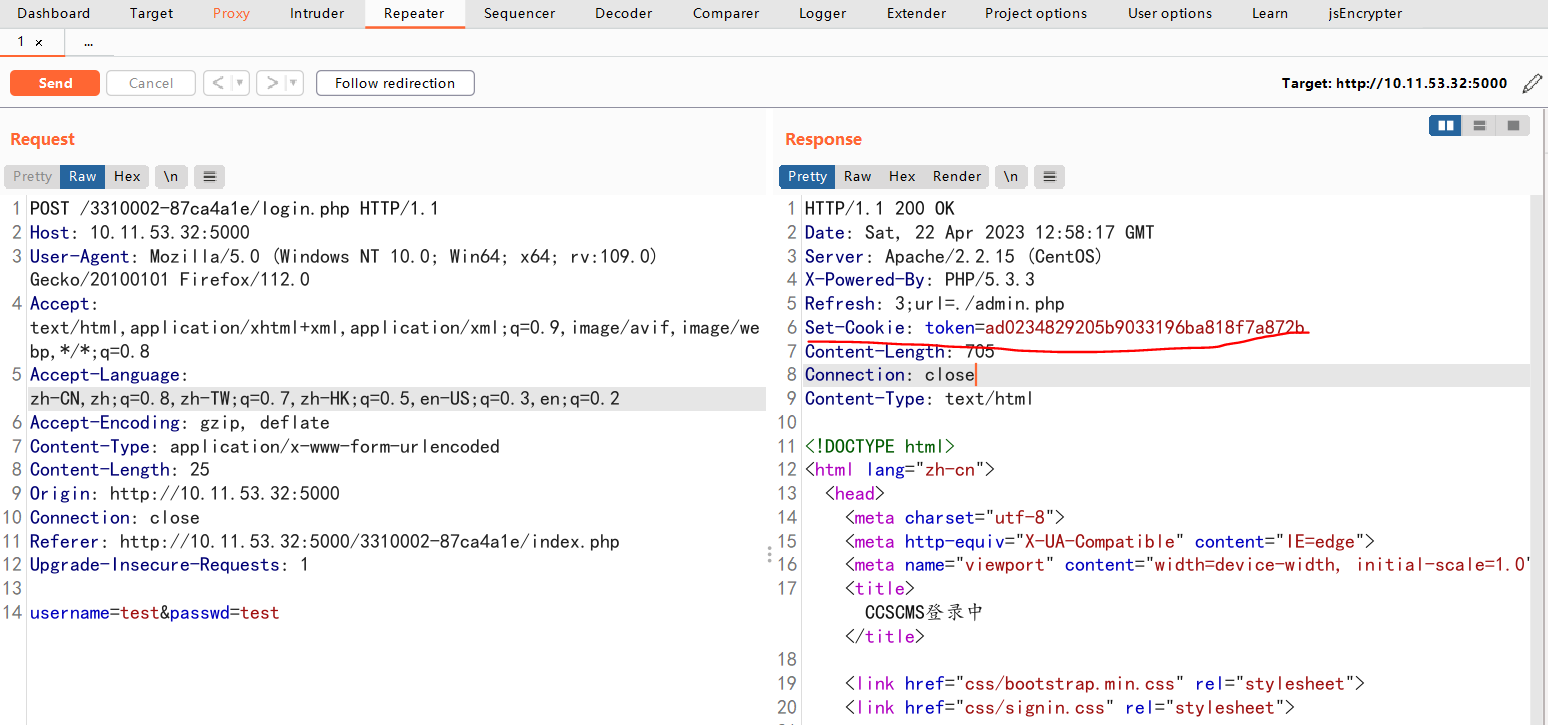 Dashboard Target Proxy Intruder Repeater Sequencer Decoder Comparer Logger Extender Project options User options Learn jsEncrypter
1 × ...
Send Cancel < ▼ > ▼ Follow redirection Target: http://10.11.53.32:5000
Request
Pretty Raw Hex \n
1 POST /3310002-87ca4a1e/login.php HTTP/1.1
2 Host: 10.11.53.32:5000
3 User-Agent: Mozilla/5.0 (Windows NT 10.0; Win64; x64; rv:109.0)
Gecko/20100101 Firefox/112.0
4 Accept:
text/html,application/xhtml+xml,application/xml;q=0.9,image/avif,image/we
bp,*/*;q=0.8
5 Accept-Language:
zh-CN,zh;q=0.8,zh-TW;q=0.7,zh-HK;q=0.5,en-US;q=0.3,en;q=0.2
6 Accept-Encoding: gzip, deflate
7 Content-Type: application/x-www-form-urlencoded
8 Content-Length: 25
9 Origin: http://10.11.53.32:5000
10 Connection: close
11 Referer: http://10.11.53.32:5000/3310002-87ca4a1e/index.php
12 Upgrade-Insecure-Requests: 1
13
14 username=test&passwd=test
Response
Pretty Raw Hex Render \n
1 HTTP/1.1 200 OK
2 Date: Sat, 22 Apr 2023 12:58:17 GMT
3 Server: Apache/2.2.15 (CentOS)
4 X-Powered-By: PHP/5.3.3
5 Refresh: 3;url=./admin.php
6 Set-Cookie: token=ad0234829205b9033196ba818f7a872b
7 Content-Length: 705
8 Connection: close
9 Content-Type: text/html
10
11 <!DOCTYPE html>
12 <html lang="zh-cn">
13 <head>
14 <meta charset="utf-8">
15 <meta http-equiv="X-UA-Compatible" content="IE=edge">
16 <meta name="viewport" content="width=device-width, initial-scale=1.0"
17 <title>
CCSCMS登录中
</title>
18
19 <link href="css/bootstrap.min.css" rel="stylesheet">
20 <link href="css/signin.css" rel="stylesheet">